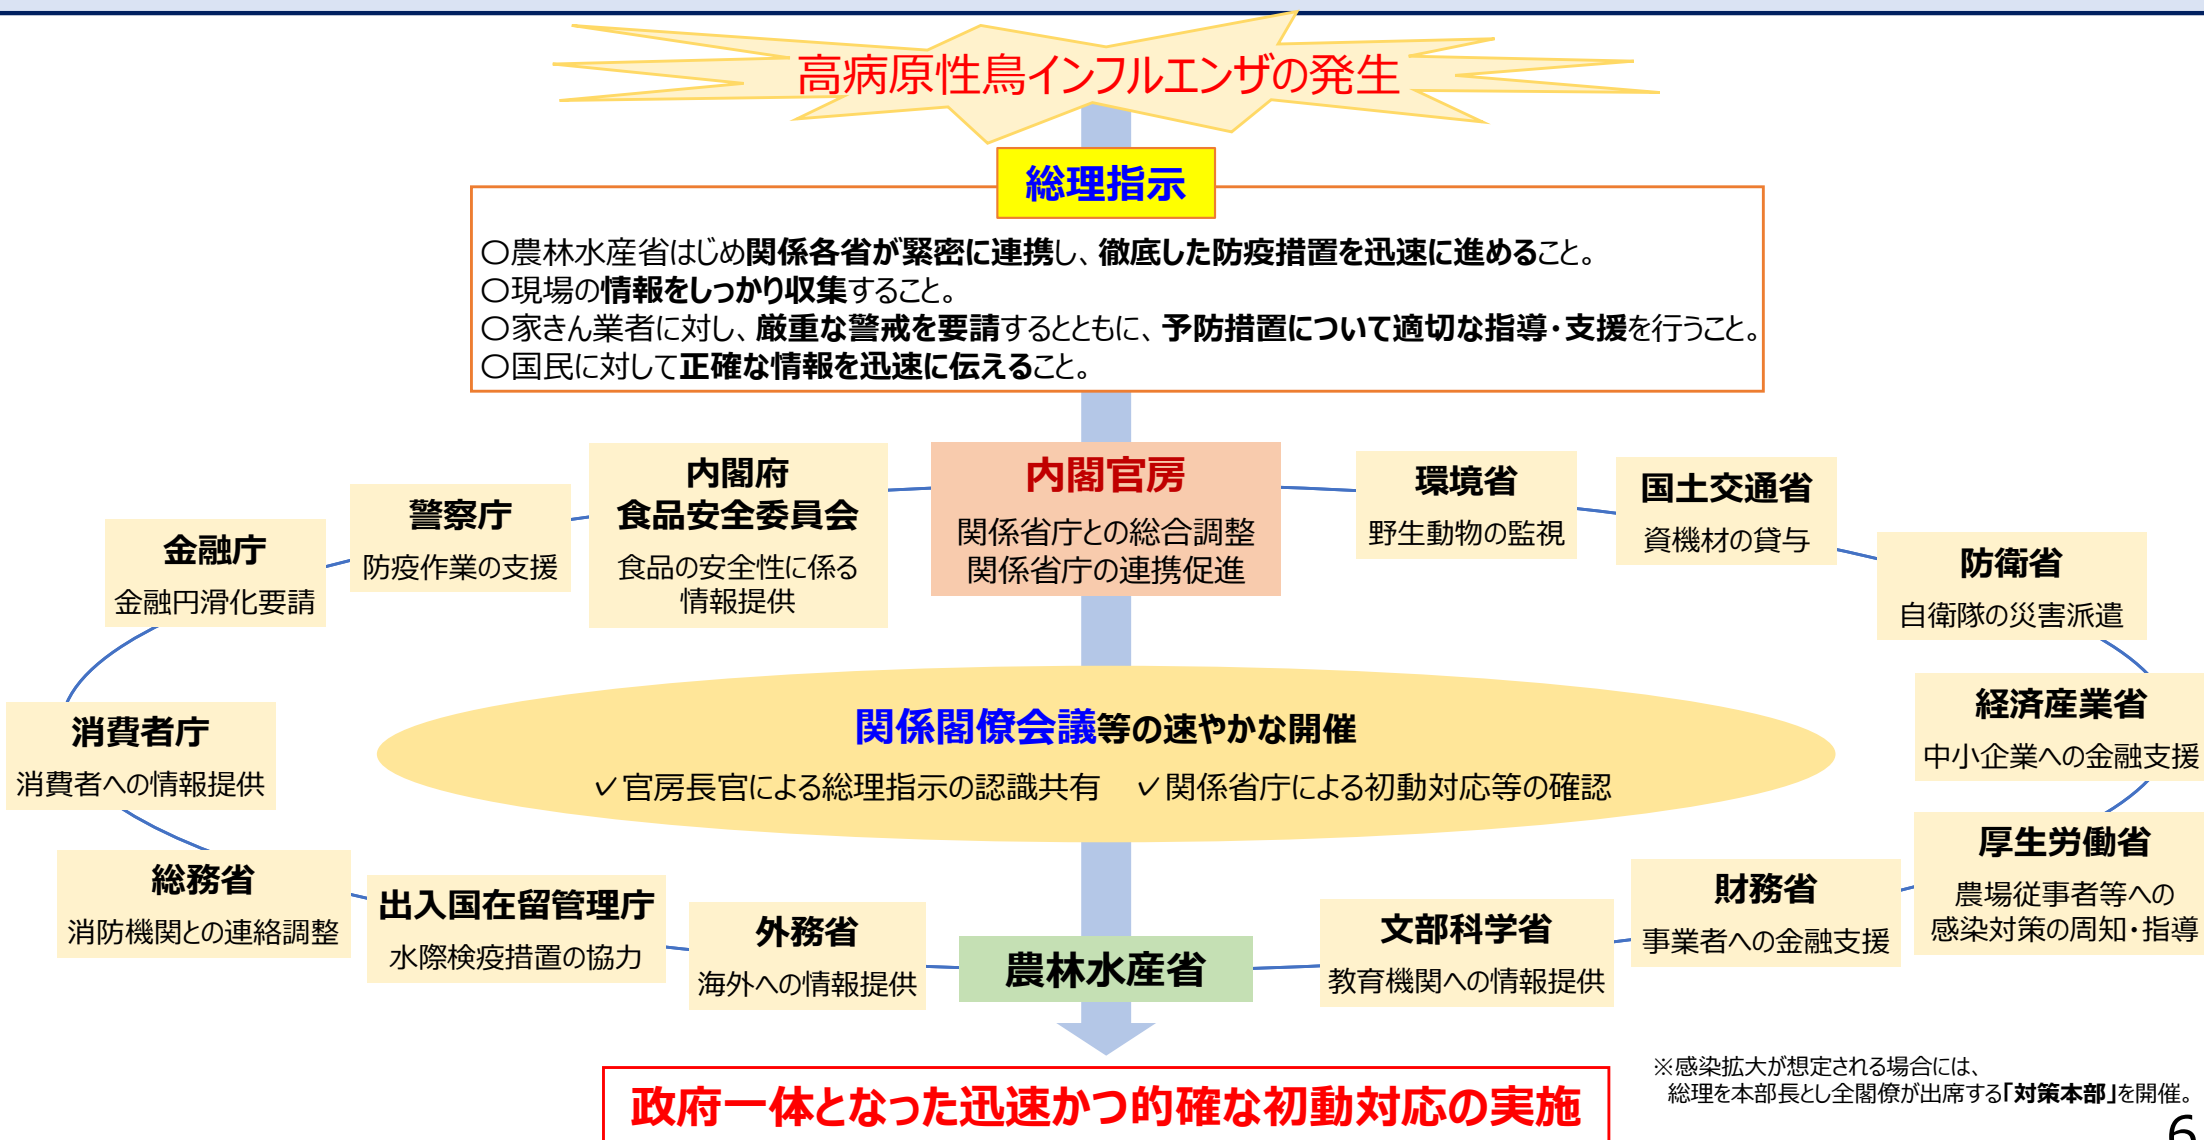 高病原性鳥インフルエンザの発生
総理指示
○農林水産省はじめ関係各省が緊密に連携し、徹底した防疫措置を迅速に進めること。
○現場の情報をしっかり収集すること。
○家きん業者に対し、厳重な警戒を要請するとともに、予防措置について適切な指導・支援を行うこと。
○国民に対して正確な情報を迅速に伝えること。
内閣官房
関係省庁との総合調整
関係省庁の連携促進
内閣府
食品安全委員会
食品の安全性に係る
情報提供
警察庁
防疫作業の支援
金融庁
金融円滑化要請
環境省
野生動物の監視
国土交通省
資機材の貸与
防衛省
自衛隊の災害派遣
経済産業省
中小企業への金融支援
消費者庁
消費者への情報提供
関係閣僚会議等の速やかな開催
✓官房長官による総理指示の認識共有 ✓関係省庁による初動対応等の確認
厚生労働省
農場従事者等への
感染対策の周知・指導
総務省
消防機関との連絡調整
出入国在留管理庁
水際検疫措置の協力
外務省
海外への情報提供
農林水産省
文部科学省
教育機関への情報提供
財務省
事業者への金融支援
※感染拡大が想定される場合には、
総理を本部長とし全閣僚が出席する「対策本部」を開催。
政府一体となった迅速かつ的確な初動対応の実施
6